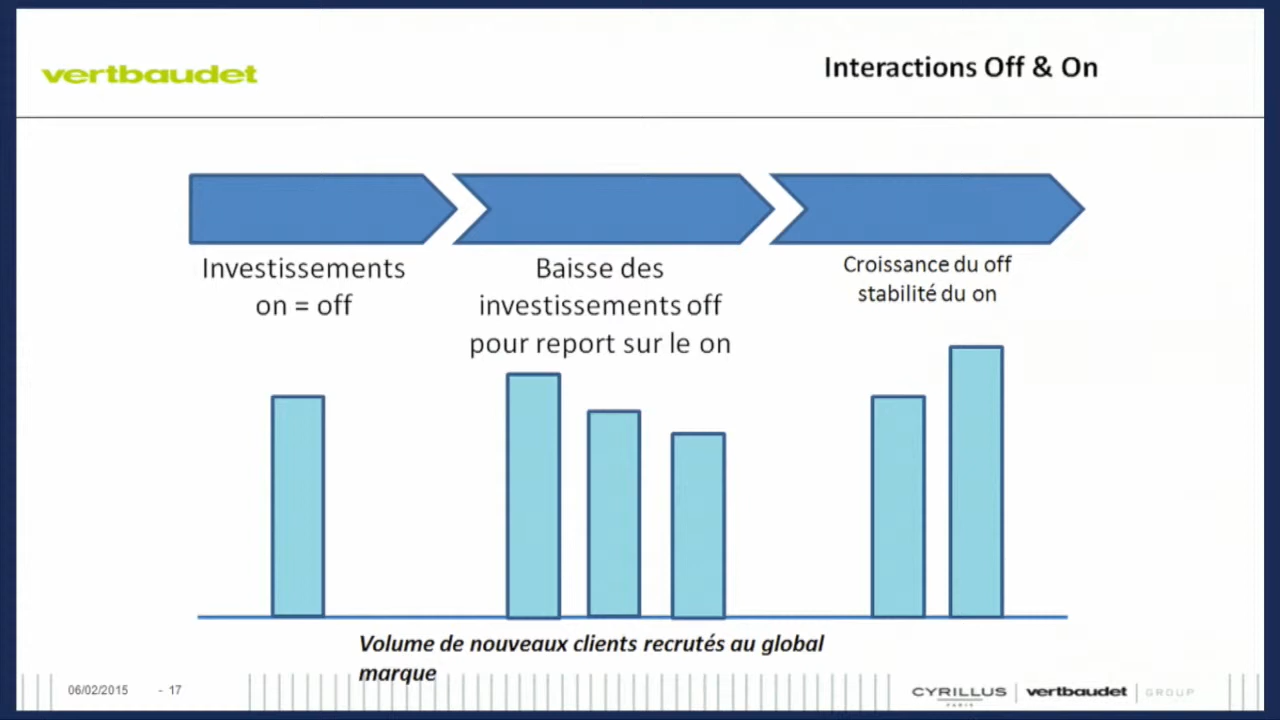 vertbaudet
Interactions Off & On
Investissements
on = off
Baisse des
investissements off
pour report sur le on
Croissance du off
stabilité du on
Volume de nouveaux clients recrutés au global
marque
06/02/2015 - 17
CYRILLUS PARIS | vertbaudet | GROUP